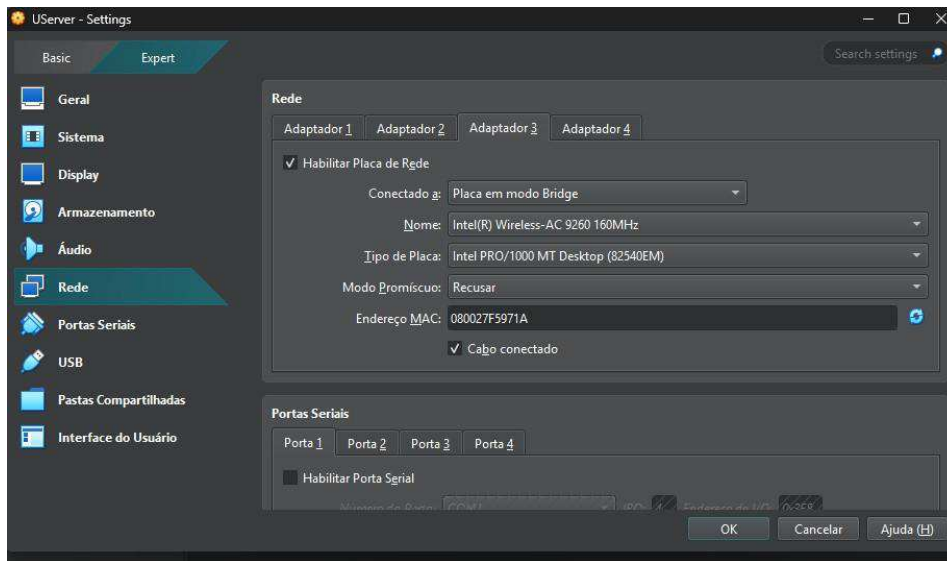 UServer - Settings
Basic Expert
Search settings
Geral
Sistema
Display
Armazenamento
Áudio
Rede
Portas Seriais
USB
Pastas Compartilhadas
Interface do Usuário
Rede
Adaptador 1 Adaptador 2 Adaptador 3 Adaptador 4
Habilitar Placa de Rede
Conectado a: Placa em modo Bridge
Nome: Intel(R) Wireless-AC 9260 160MHz
Tipo de Placa: Intel PRO/1000 MT Desktop (82540EM)
Modo Promíscuo: Recusar
Endereço MAC: 080027F5971A
Cabo conectado
Portas Seriais
Porta 1 Porta 2 Porta 3 Porta 4
Habilitar Porta Serial
OK Cancelar Ajuda (H)